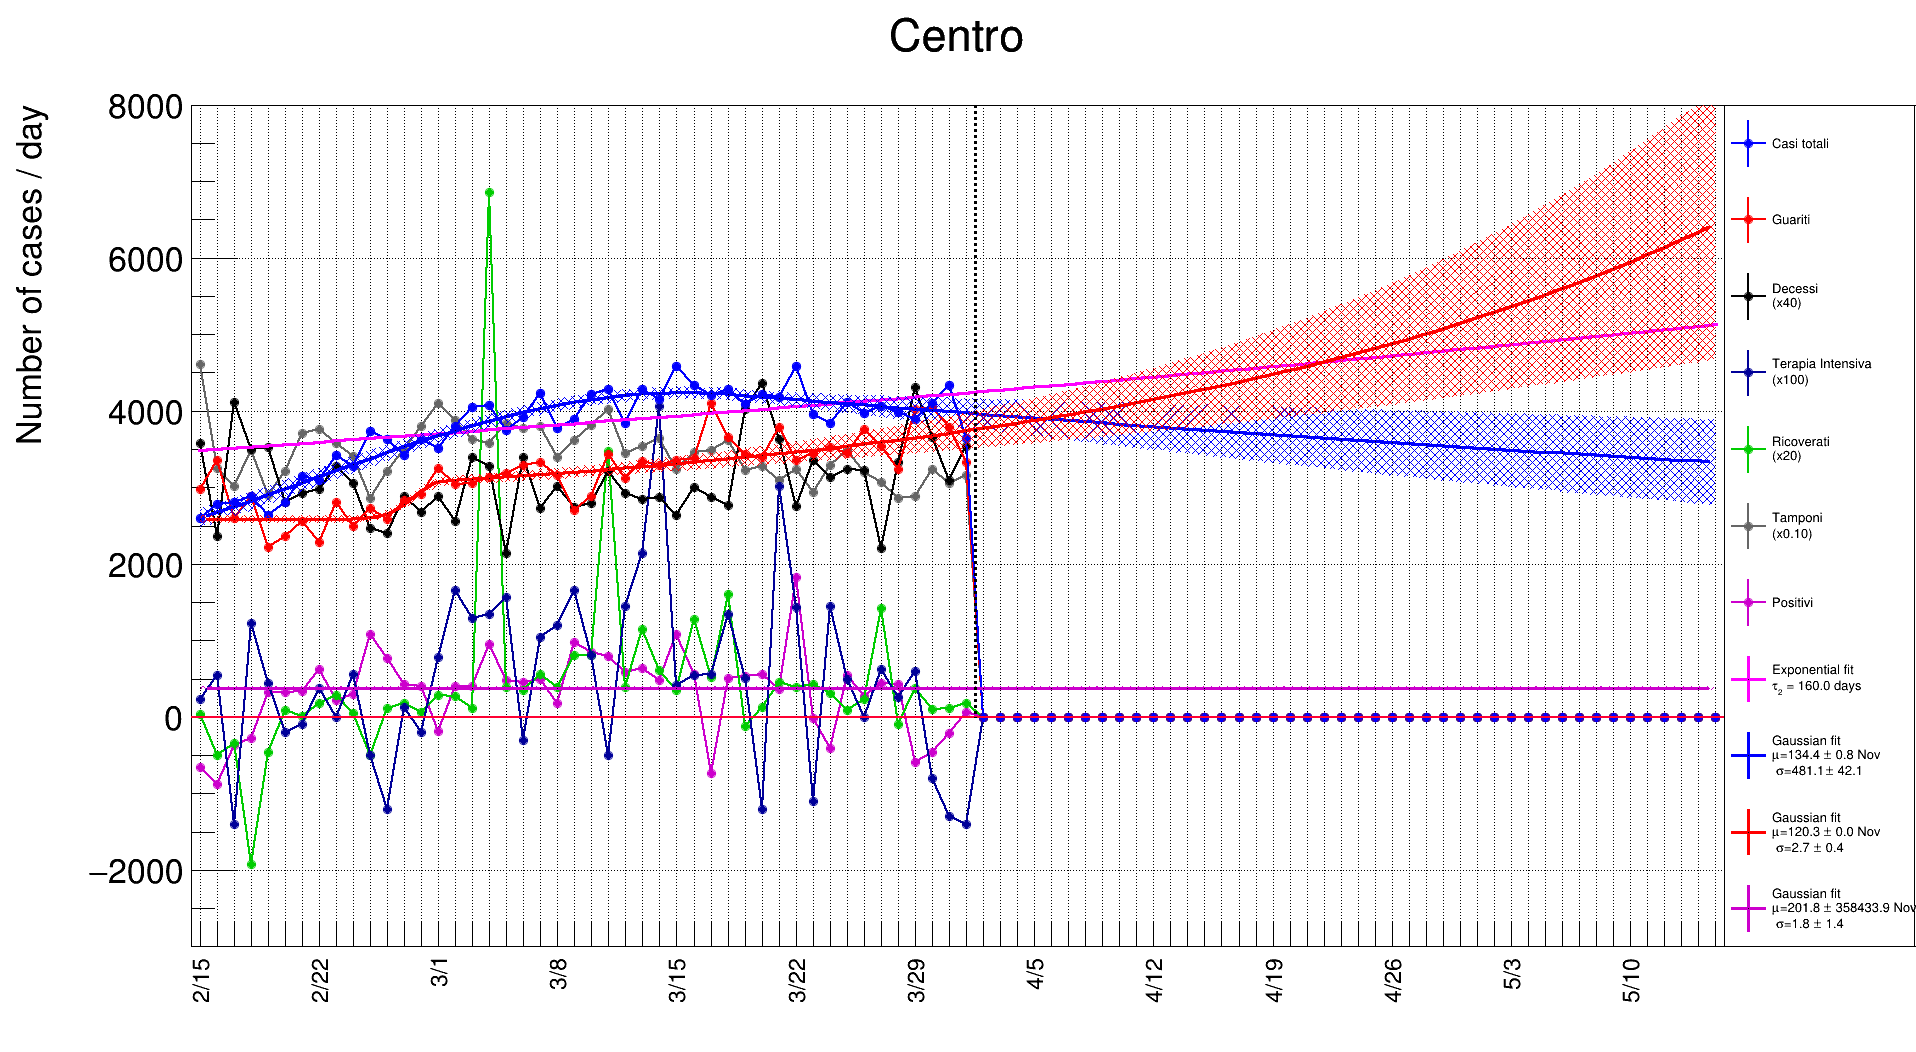 Centro
Number of cases / day
8000
6000
4000
2000
0
−2000
2/15
2/22
3/1
3/8
3/15
3/22
3/29
4/5
4/12
4/19
4/26
5/3
5/10
Casi totali
Guariti
Decessi
(x40)
Terapia Intensiva
(x100)
Ricoverati
(x20)
Tamponi
(x0.10)
Positivi
Exponential fit
τ2 = 160.0 days
Gaussian fit
μ=134.4 ± 0.8 Nov
σ=481.1 ± 42.1
Gaussian fit
μ=120.3 ± 0.0 Nov
σ=2.7 ± 0.4
Gaussian fit
μ=201.8 ± 358433.9 Nov
σ=1.8 ± 1.4